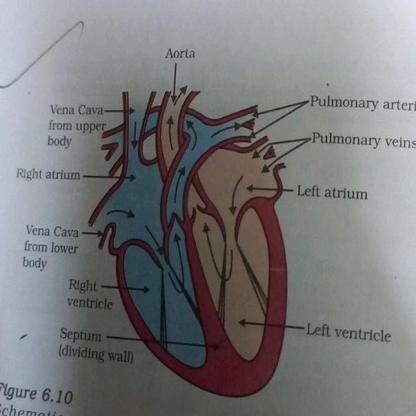 Aorta
Vena Cava
from upper
body
Pulmonary arteri
Pulmonary veins
Right atrium
Left atrium
Vena Cava
from lower
body
Right
ventricle
Septum
(dividing wall)
Left ventricle
Figure 6.10
Schematic